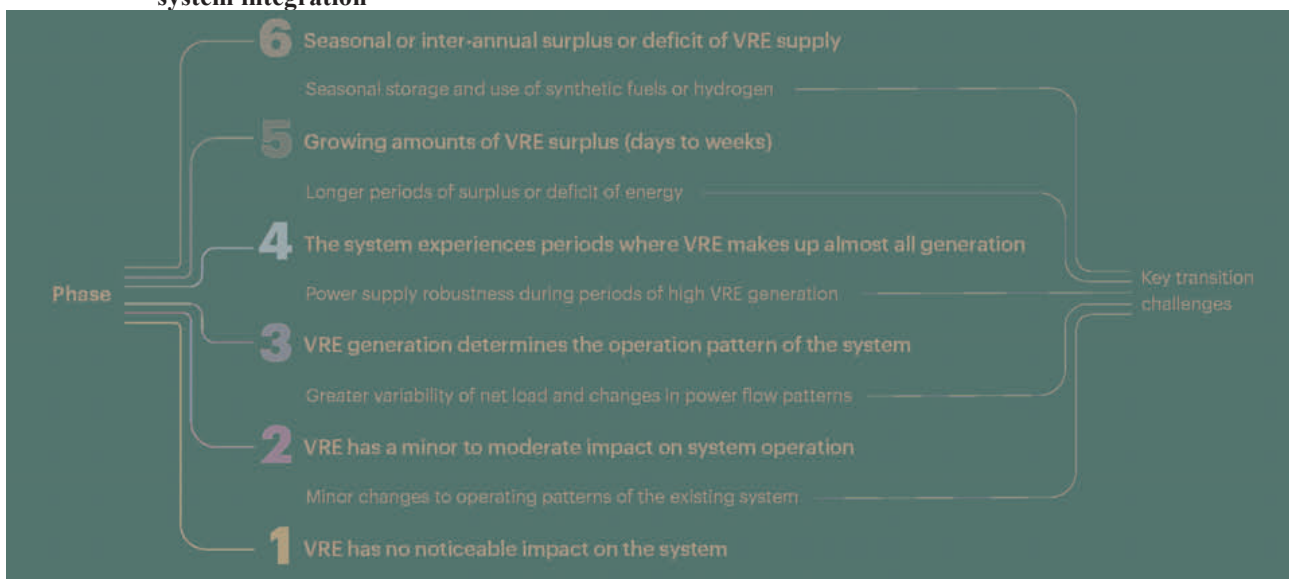 system integration
6 Seasonal or inter-annual surplus or deficit of VRE supply
Seasonal storage and use of synthetic fuels or hydrogen
5 Growing amounts of VRE surplus (days to weeks)
Longer periods of surplus or deficit of energy
4 The system experiences periods where VRE makes up almost all generation
Phase
Power supply robustness during periods of high VRE generation
Key transition
challenges
3 VRE generation determines the operation pattern of the system
Greater variability of net load and changes in power flow patterns
2 VRE has a minor to moderate impact on system operation
Minor changes to operating patterns of the existing system
1 VRE has no noticeable impact on the system